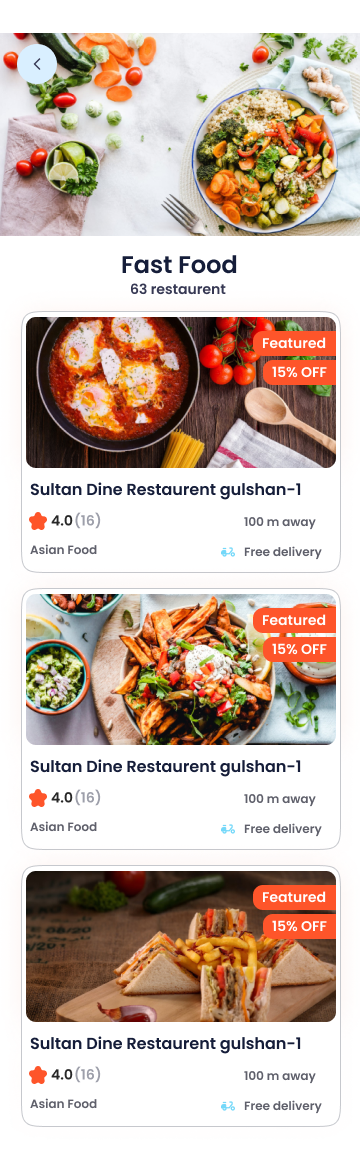 Fast Food
63 restaurent
Featured
15% OFF
Sultan Dine Restaurent gulshan-1
4.0 (16)
100 m away
Asian Food
Free delivery
Featured
15% OFF
Sultan Dine Restaurent gulshan-1
4.0 (16)
100 m away
Asian Food
Free delivery
Featured
15% OFF
Sultan Dine Restaurent gulshan-1
4.0 (16)
100 m away
Asian Food
Free delivery